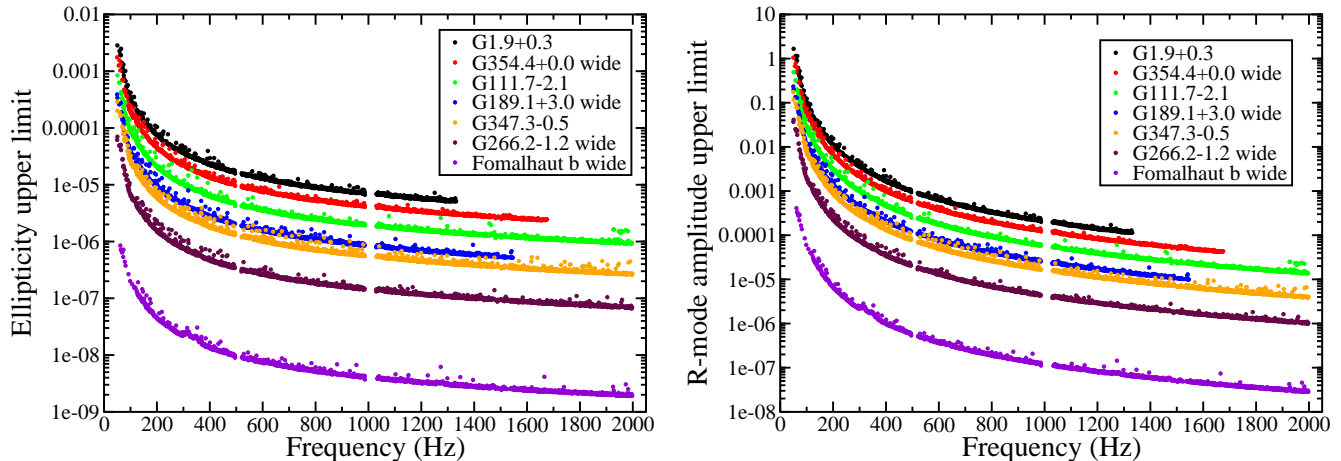 Ellipticity upper limit
0.01
0.001
0.0001
1e-05
1e-06
1e-07
1e-08
1e-09
G1.9+0.3
G354.4+0.0 wide
G111.7-2.1
G189.1+3.0 wide
G347.3-0.5
G266.2-1.2 wide
Fomalhaut b wide
0 200 400 600 800 1000 1200 1400 1600 1800 2000
Frequency (Hz)
R-mode amplitude upper limit
10
1
0.1
0.01
0.001
0.0001
1e-05
1e-06
1e-07
1e-08
G1.9+0.3
G354.4+0.0 wide
G111.7-2.1
G189.1+3.0 wide
G347.3-0.5
G266.2-1.2 wide
Fomalhaut b wide
0 200 400 600 800 1000 1200 1400 1600 1800 2000
Frequency (Hz)